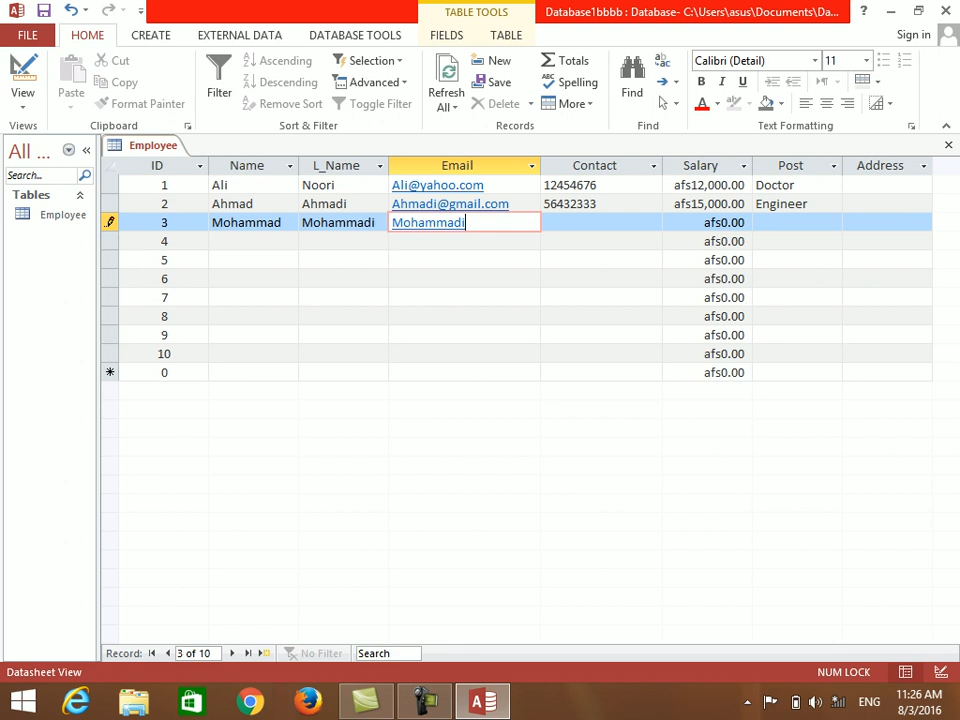 TABLE TOOLS
Database1bbbb : Database- C:\Users\asus\Documents\Da...
FILE HOME CREATE EXTERNAL DATA DATABASE TOOLS FIELDS TABLE Sign in
View
Views
Paste
Cut
Copy
Format Painter
Clipboard
Filter
Ascending
Descending
Remove Sort
Selection
Advanced
Toggle Filter
Sort & Filter
Refresh
All
New
Save
Delete
Totals
Spelling
More
Records
Find
Find
Calibri (Detail) 11
B I U
Text Formatting
All ...
Search...
Tables
Employee
Employee
ID Name L_Name Email Contact Salary Post Address
1 Ali Noori Ali@yahoo.com 12454676 afs12,000.00 Doctor
2 Ahmad Ahmadi Ahmadi@gmail.com 56432333 afs15,000.00 Engineer
3 Mohammad Mohammadi Mohammadi afs0.00
4 afs0.00
5 afs0.00
6 afs0.00
7 afs0.00
8 afs0.00
9 afs0.00
10 afs0.00
0 afs0.00
Record: 3 of 10 No Filter Search
Datasheet View NUM LOCK
ENG
11:26 AM
8/3/2016